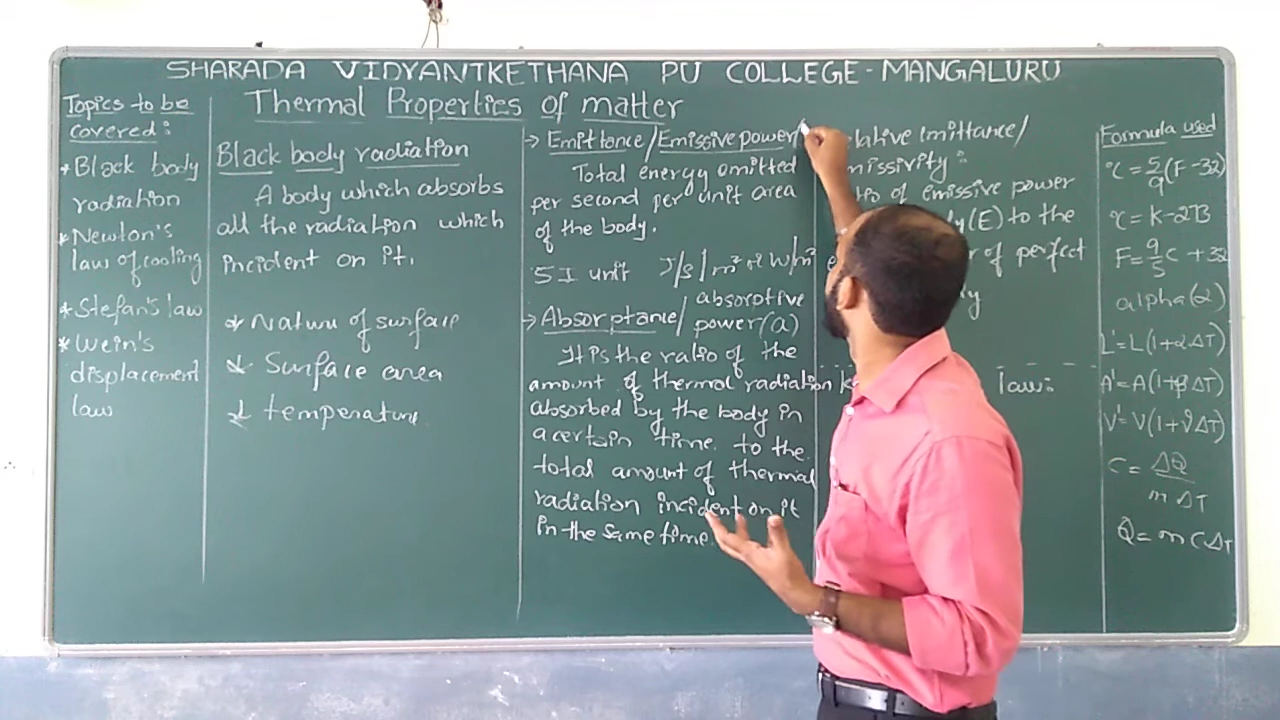 SHARADA VIDYANIKETHANA PU COLLEGE - MANGALURU
Thermal Properties of matter
Topics to be
covered:
* Black body
radiation
* Newton's
law of cooling
* Stefan's law
* Wein's
displacement
law
Black body radiation
A body which absorbs
all the radiation which
incident on it.
* Nature of surface
* Surface area
* temperature
→ Emittance/Emissive power
Total energy emitted
per second per unit area
of the body.
SI unit J/s/m² or W/m²
→ Absorptance/ absorptive
power(a)
It is the ratio of the
amount of thermal radiation
absorbed by the body in
a certain time. to the
total amount of thermal
radiation incident on it
in the same time.
lative Emittance/
missivity:
of emissive power
(E) to the
of perfect
law:
Formula used
°C = 5/9(F-32)
°C = K-273
F = 9/5 C + 32
alpha(α)
L' = L(1+αΔT)
A' = A(1+βΔT)
V' = V(1+γΔT)
C = ΔQ / mΔT
Q = mCΔT